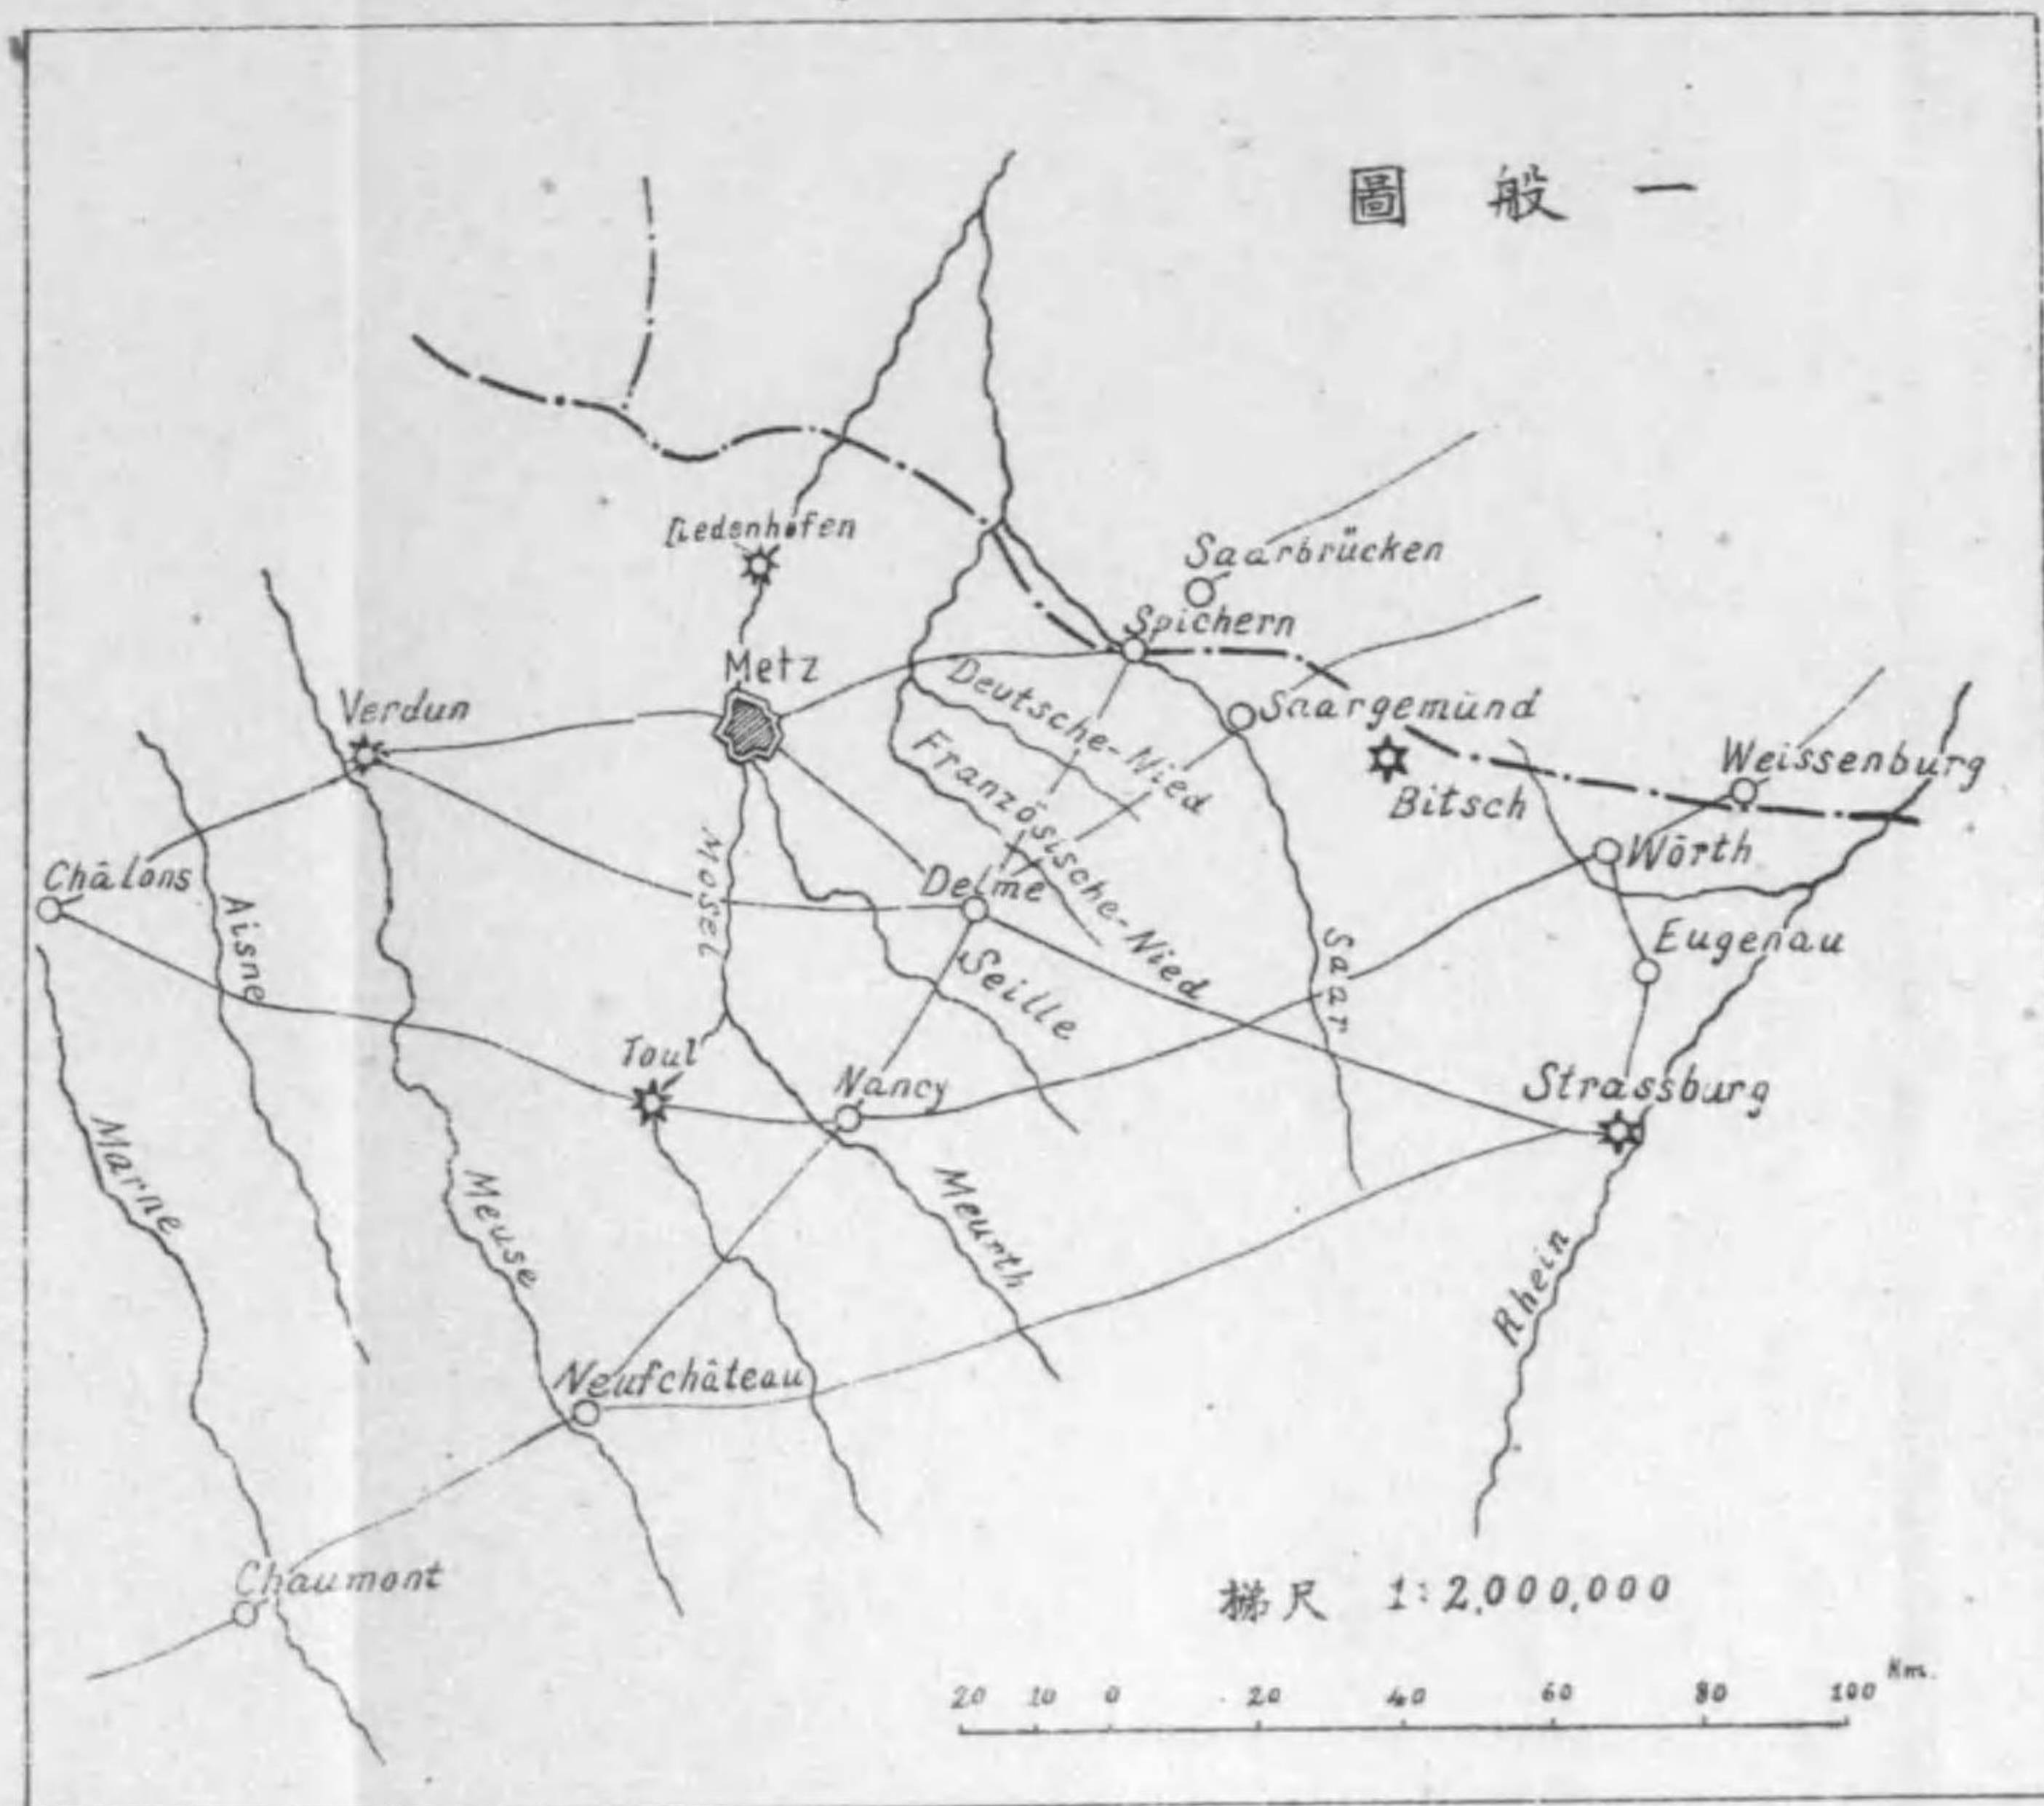 一般圖
Diedenhofen
Saarbrücken
Spichern
Metz
Deutsche-Nied
Saargemünd
Verdun
Französische-Nied
Bitsch
Weissenburg
Wörth
Châlons
Delme
Mosel
Aisne
Eugenau
Seille
Saar
Toul
Nancy
Strassburg
Marne
Meuse
Meurth
Rhein
Neufchâteau
Chaumont
梯尺 1:2,000,000
20 10 0 20 40 60 80 100 Km.